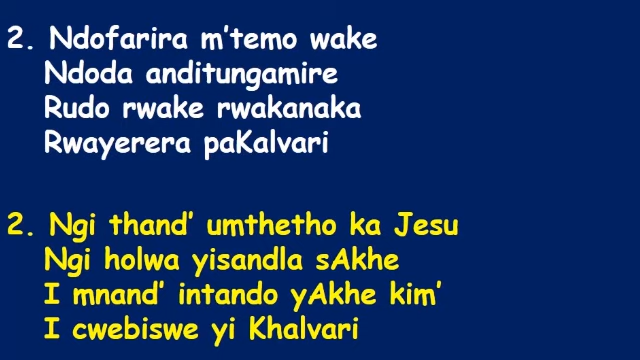 2. Ndofarira m'temo wake
Ndoda anditungamire
Rudo rwake rwakanaka
Rwayerera paKalvari
2. Ngi thand' umthetho ka Jesu
Ngi holwa yisandla sAkhe
I mnand' intando yAkhe kim'
I cwebiswe yi Khalvari